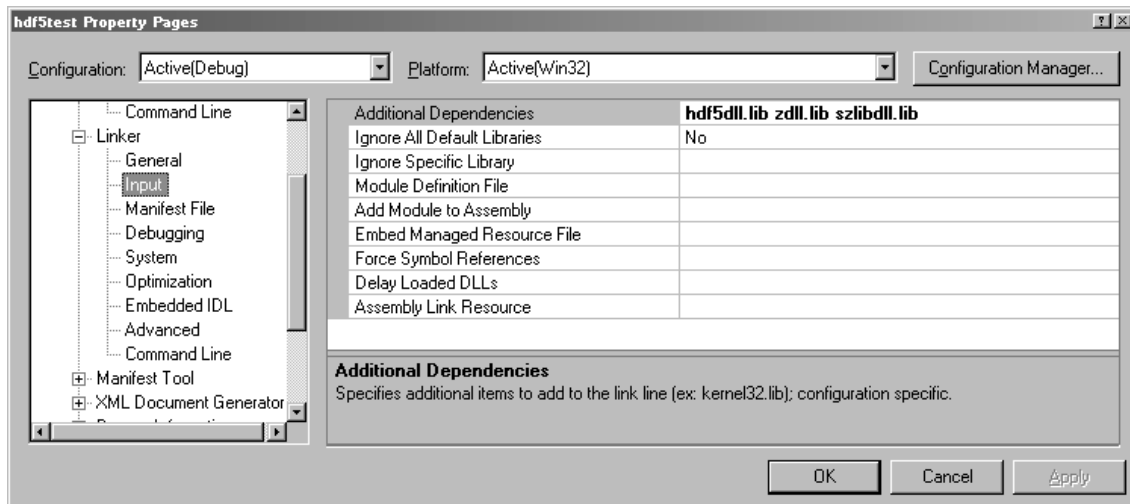 hdf5test Property Pages
Configuration: Active(Debug) Platform: Active(Win32) Configuration Manager...
Command Line
Linker
General
Input
Manifest File
Debugging
System
Optimization
Embedded IDL
Advanced
Command Line
Manifest Tool
XML Document Generator
Additional Dependencies hdf5dll.lib zdll.lib szlibdll.lib
Ignore All Default Libraries No
Ignore Specific Library
Module Definition File
Add Module to Assembly
Embed Managed Resource File
Force Symbol References
Delay Loaded DLLs
Assembly Link Resource
Additional Dependencies
Specifies additional items to add to the link line (ex: kernel32.lib); configuration specific.
OK Cancel Apply